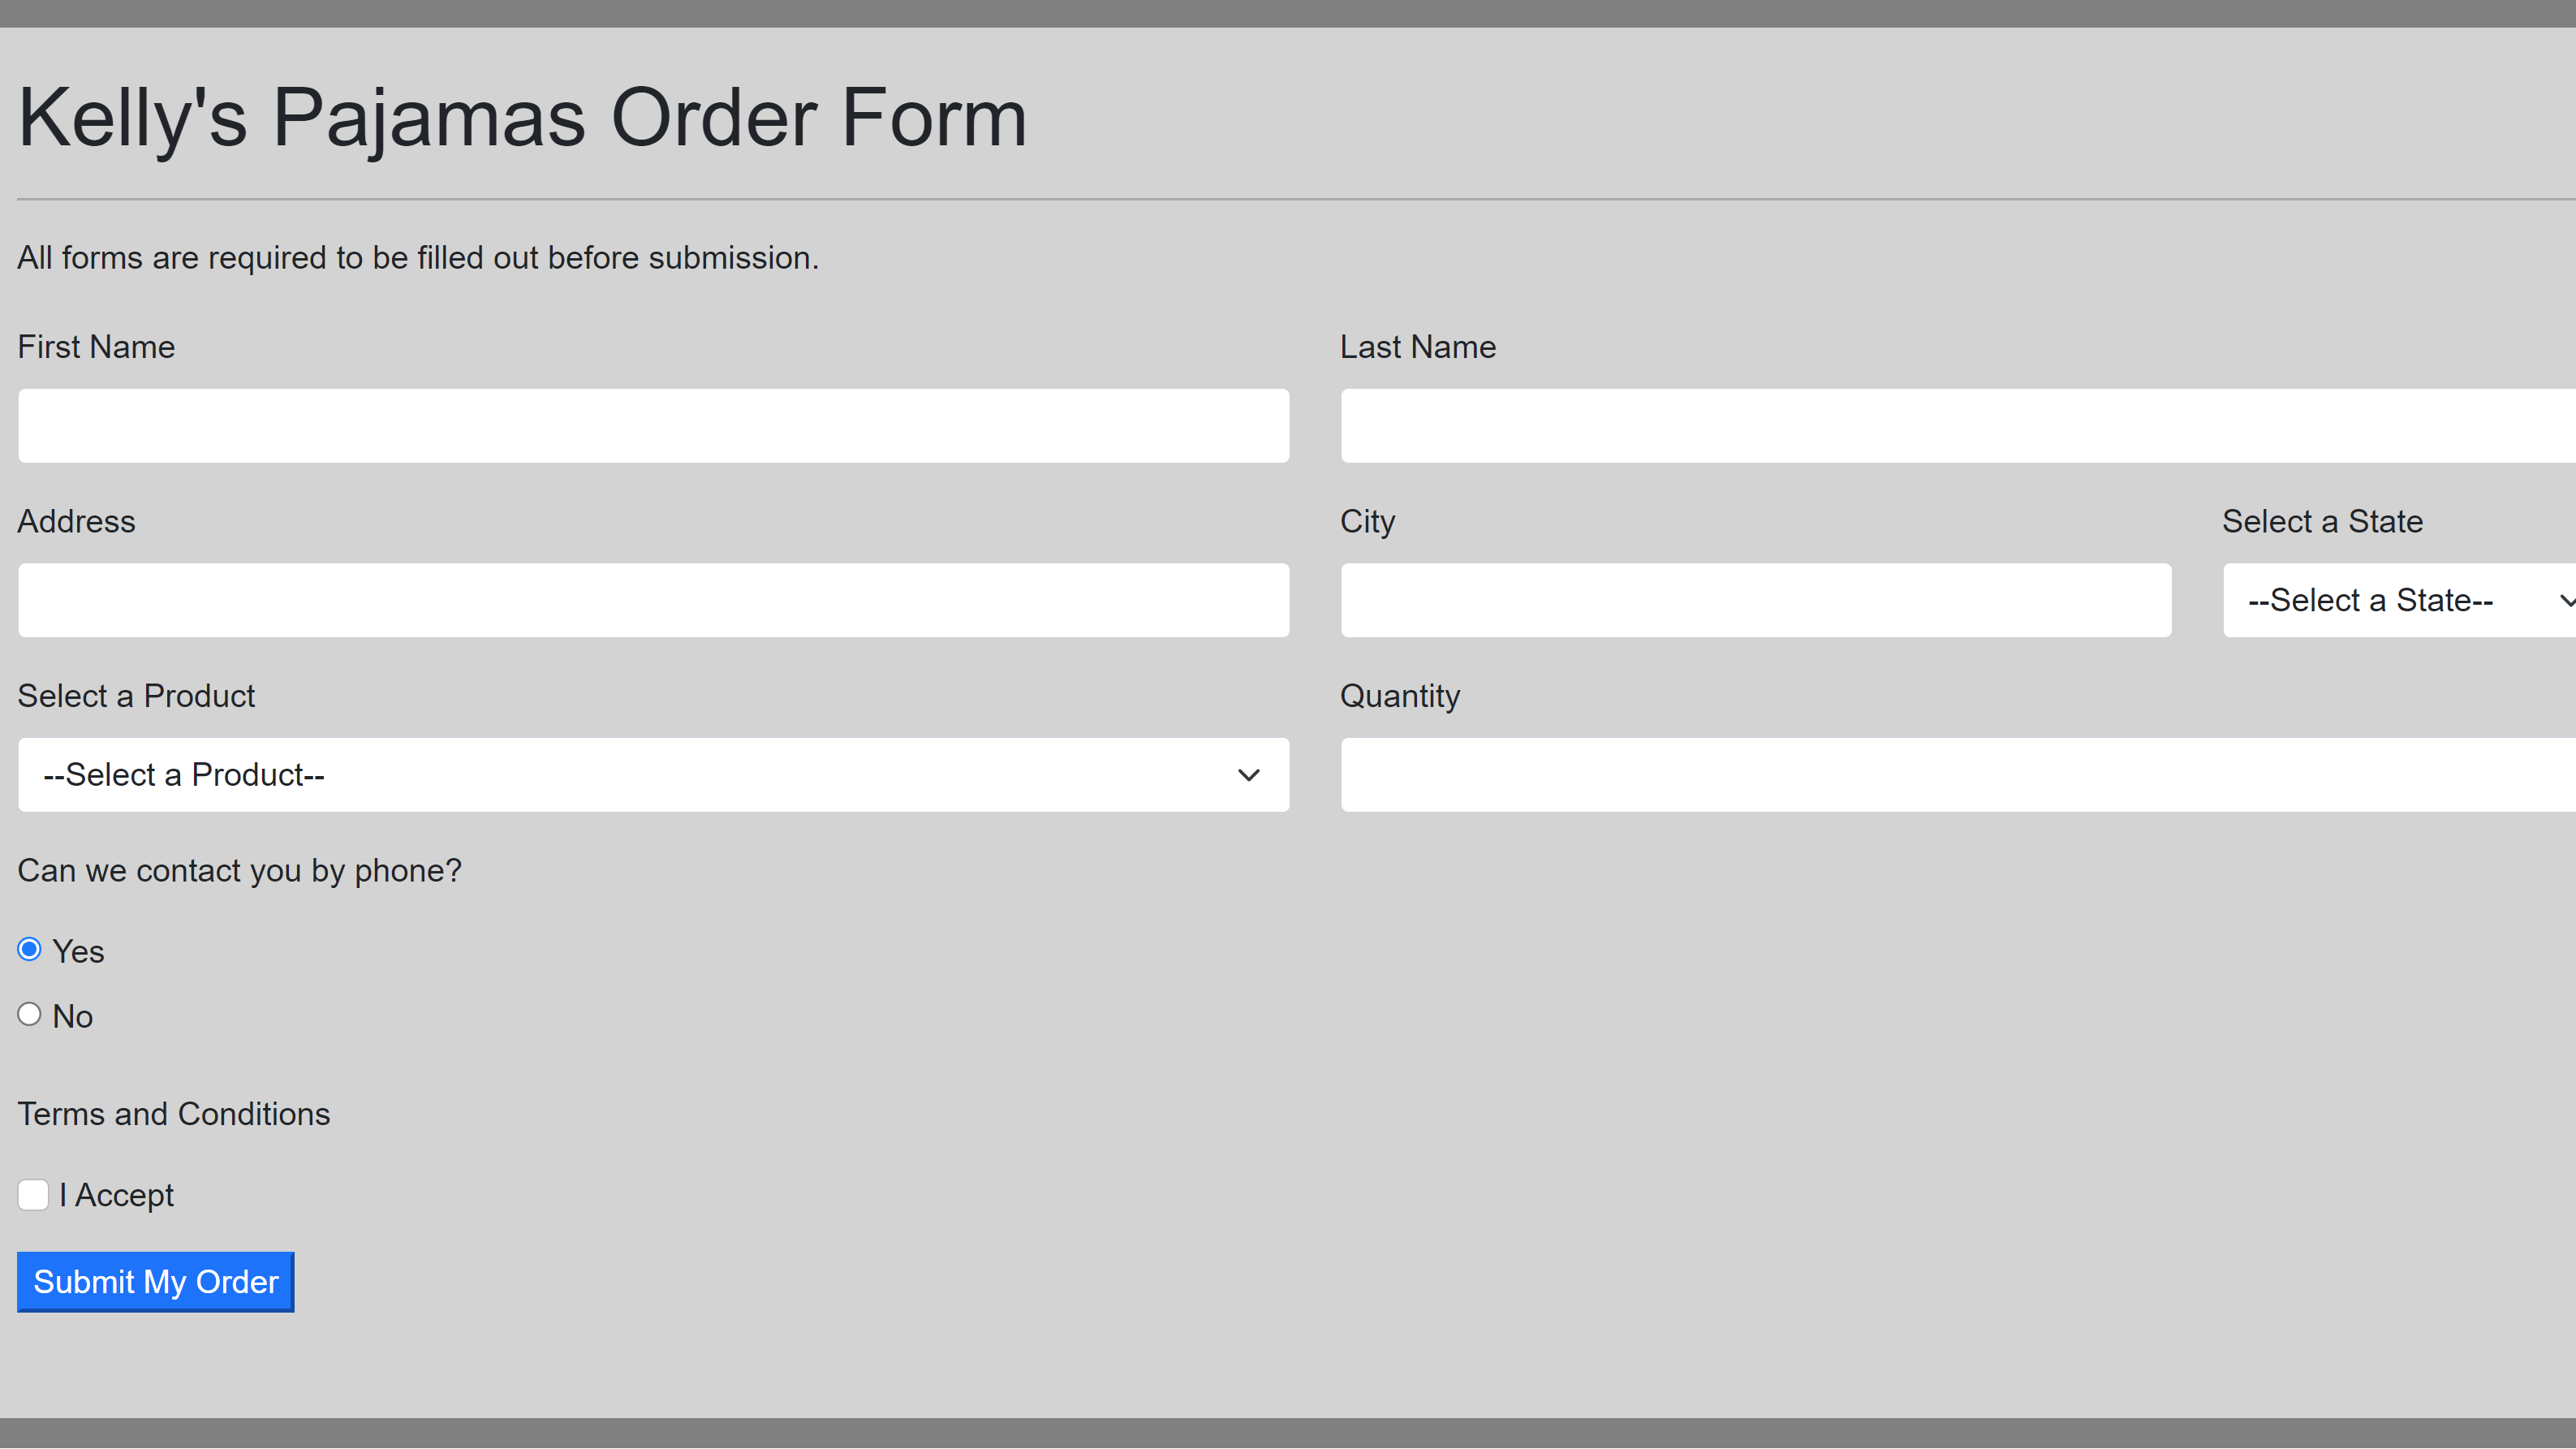 Kelly's Pajamas Order Form
All forms are required to be filled out before submission.
First Name
Last Name
Address
City
Select a State
--Select a State--
Select a Product
Quantity
--Select a Product--
Can we contact you by phone?
Yes
No
Terms and Conditions
I Accept
Submit My Order